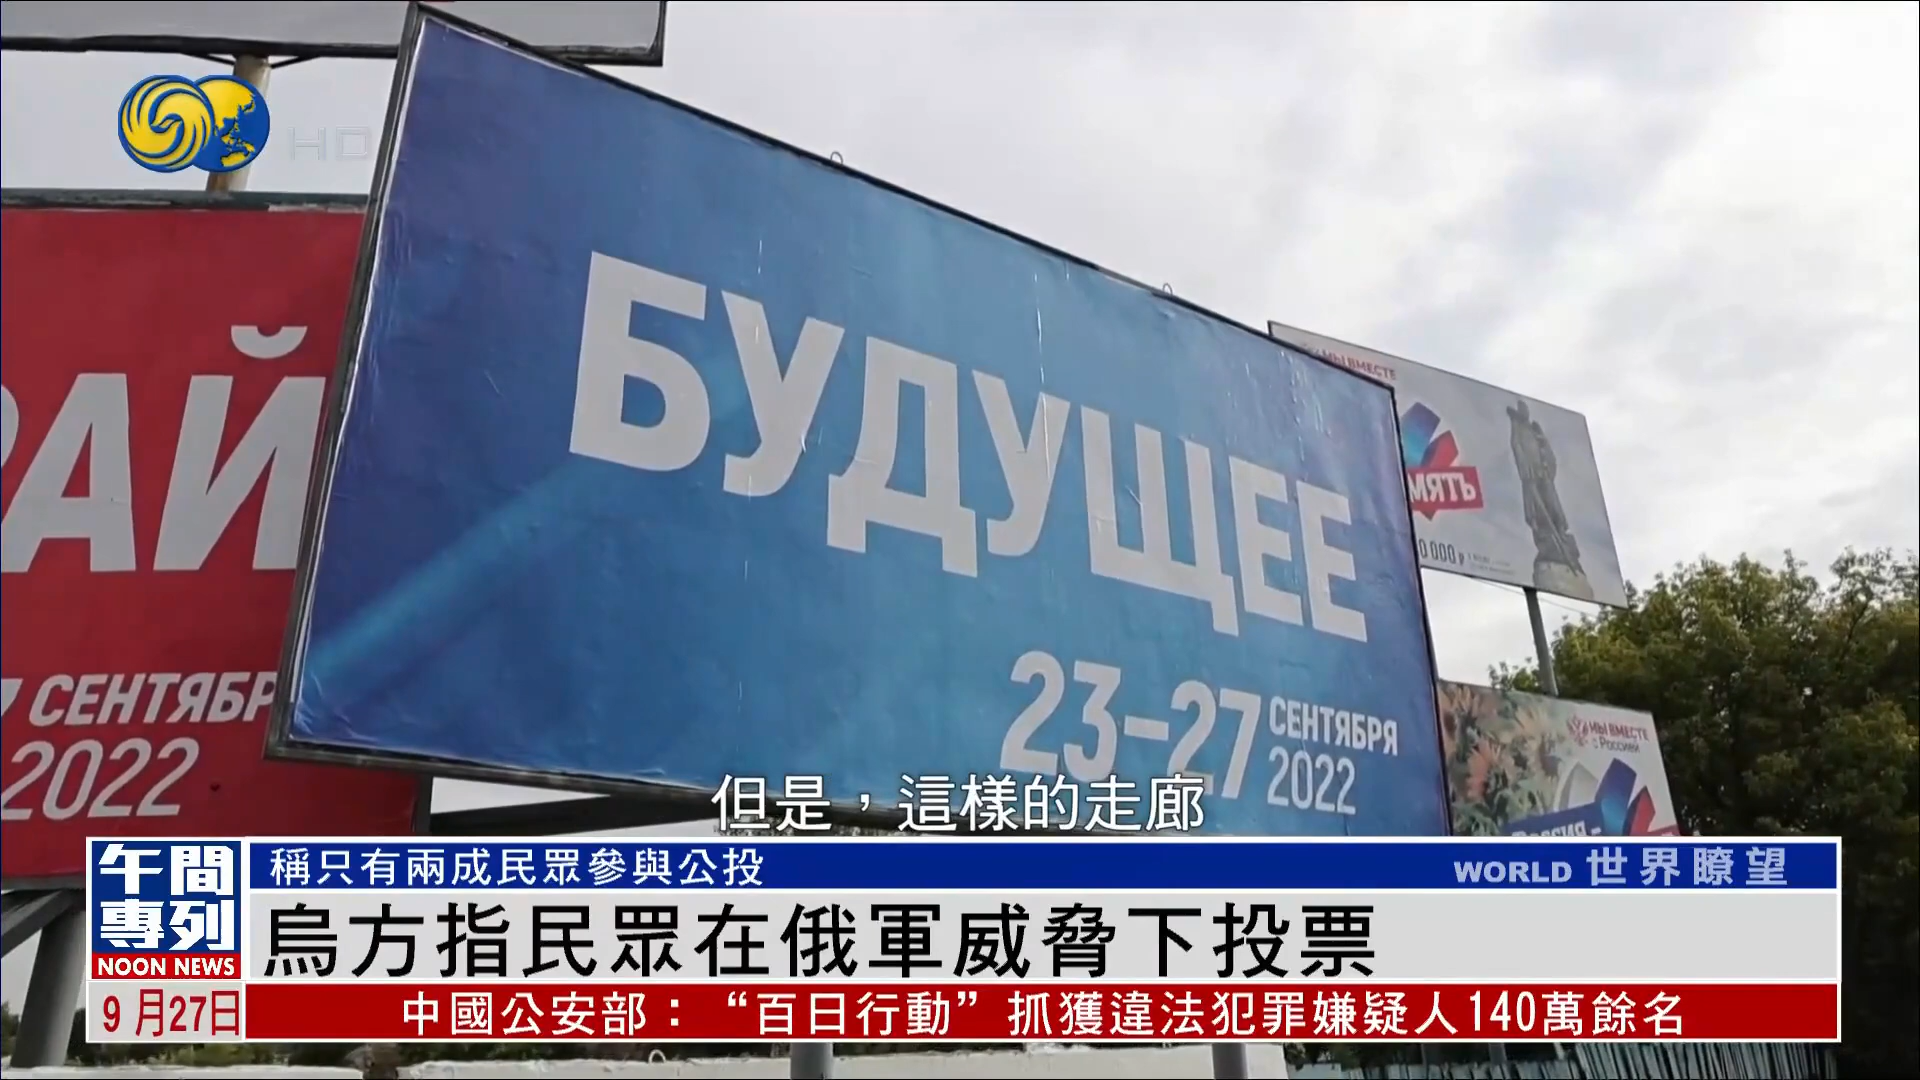 HD
МЫ ВМЕСТЕ
БУДУЩЕЕ
АЙ
МЯТЬ
0 000 р
23-27 СЕНТЯБРЯ
2022
7 СЕНТЯБР
2022
МЫ ВМЕСТЕ
с Россией
但是，這樣的走廊
午間
專列
NOON NEWS
稱只有兩成民眾參與公投
WORLD 世界瞭望
烏方指民眾在俄軍威脅下投票
9月27日
中國公安部：“百日行動”抓獲違法犯罪嫌疑人140萬餘名